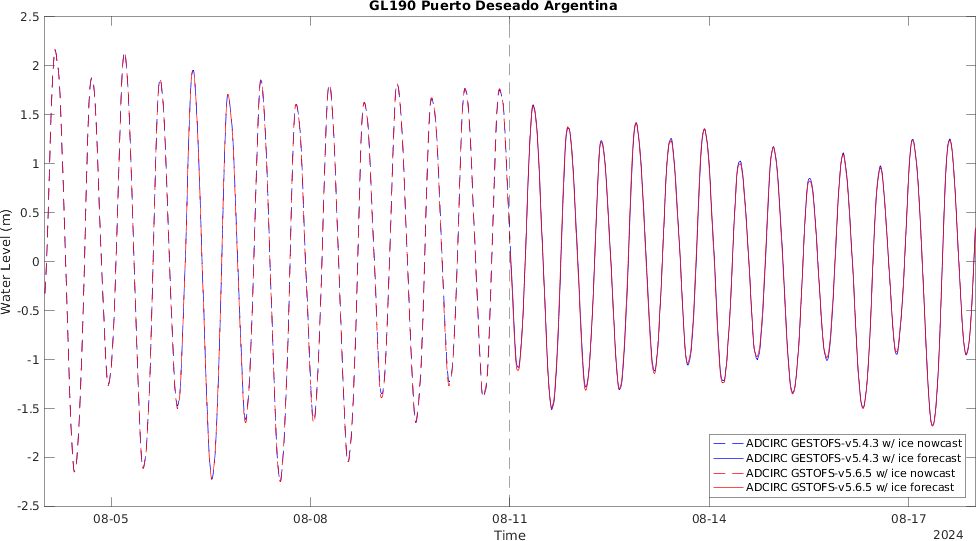 GL190 Puerto Deseado Argentina
2.5
2
1.5
1
0.5
0
-0.5
-1
-1.5
-2
-2.5
Water Level (m)
ADCIRC GESTOFS-v5.4.3 w/ ice nowcast
ADCIRC GESTOFS-v5.4.3 w/ ice forecast
ADCIRC GSTOFS-v5.6.5 w/ ice nowcast
ADCIRC GSTOFS-v5.6.5 w/ ice forecast
08-05 08-08 08-11 08-14 08-17
Time
2024